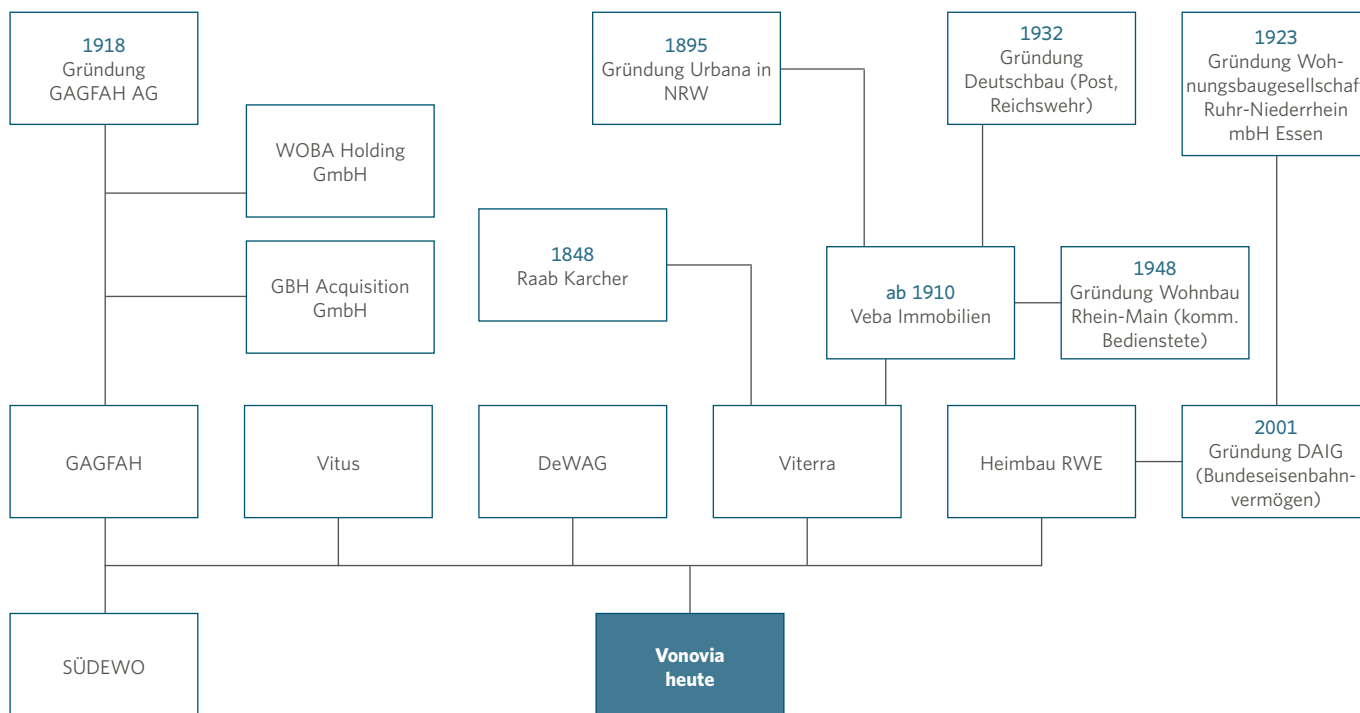 1918
Gründung
GAGFAH AG
1895
Gründung Urbana in
NRW
1932
Gründung
Deutschbau (Post,
Reichswehr)
1923
Gründung Woh-
nungsbaugesellschaft
Ruhr-Niederrhein
mbH Essen
WOBA Holding
GmbH
1848
Raab Karcher
GBH Acquisition
GmbH
ab 1910
Veba Immobilien
1948
Gründung Wohnbau
Rhein-Main (komm.
Bedienstete)
GAGFAH
Vitus
DeWAG
Viterra
Heimbau RWE
2001
Gründung DAIG
(Bundeseisenbahn-
vermögen)
SÜDEWO
Vonovia
heute